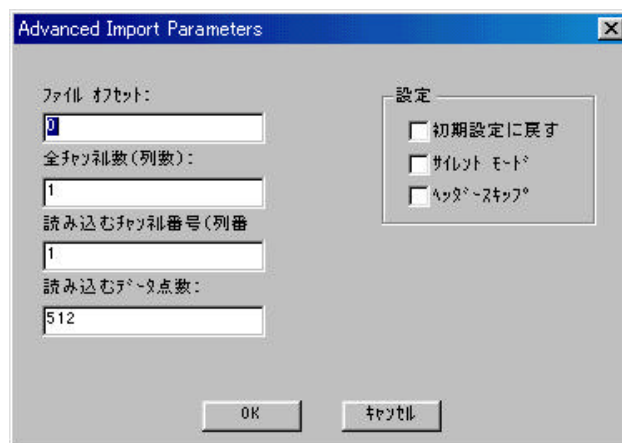 Advanced Import Parameters
ﾌｧｲﾙ ｵﾌｾｯﾄ:
0
全ﾁｬﾝﾈﾙ数(列数):
1
読み込むﾁｬﾝﾈﾙ番号(列番
1
読み込むﾃﾞｰﾀ点数:
512
設定
初期設定に戻す
ｻｲﾚﾝﾄ ﾓｰﾄﾞ
ﾍｯﾀﾞｰｽｷｯﾌﾟ
OK
ｷｬﾝｾﾙ